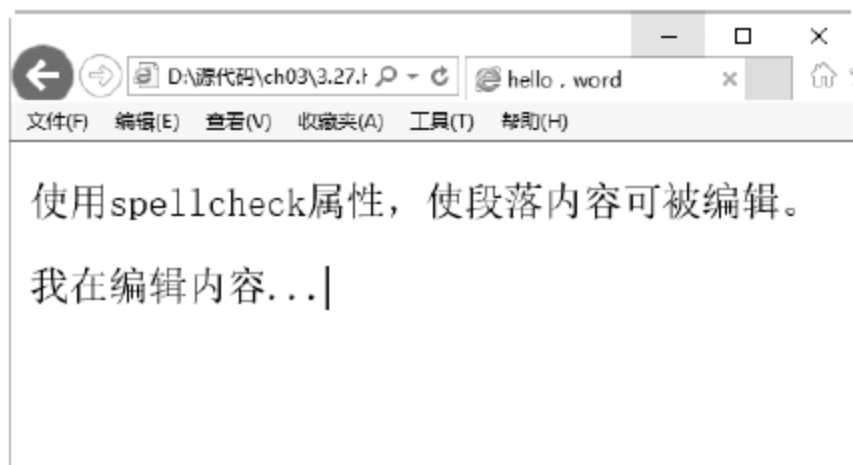 D:\源代码\ch03\3.27.h
hello , word
文件(F) 编辑(E) 查看(V) 收藏夹(A) 工具(T) 帮助(H)
使用spellcheck属性，使段落内容可被编辑。
我在编辑内容...